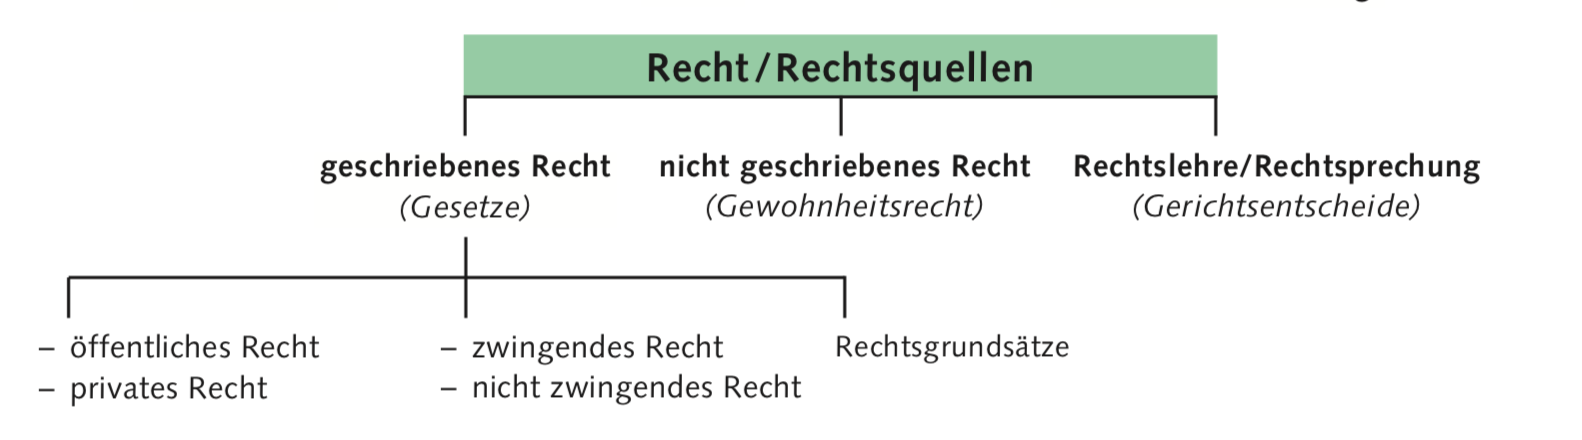 Recht/Rechtsquellen
geschriebenes Recht
(Gesetze)
nicht geschriebenes Recht
(Gewohnheitsrecht)
Rechtslehre/Rechtsprechung
(Gerichtsentscheide)
– öffentliches Recht
– privates Recht
– zwingendes Recht
– nicht zwingendes Recht
Rechtsgrundsätze